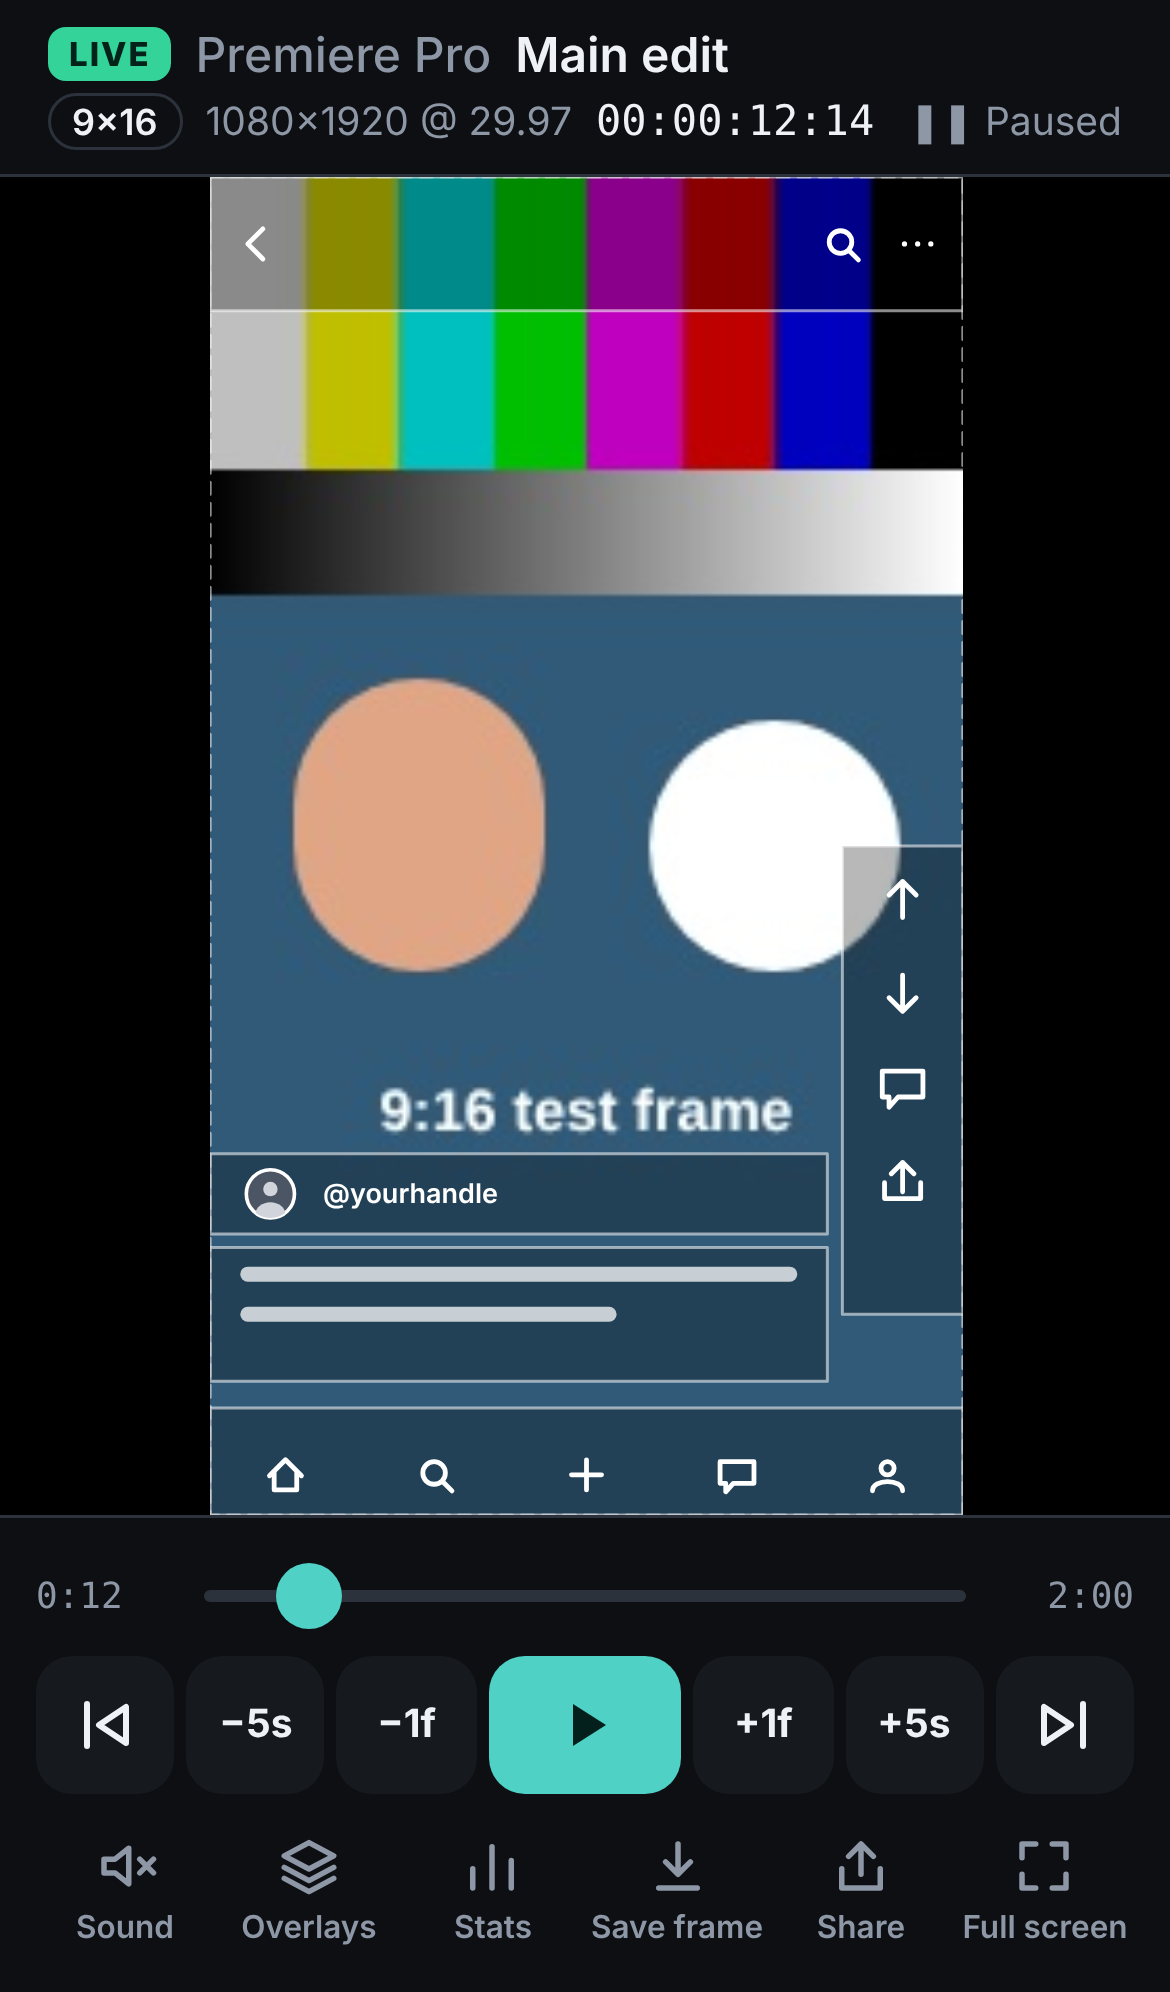 LIVE Premiere Pro Main edit
9×16 1080×1920 @ 29.97 00:00:12:14 Paused
9:16 test frame
@yourhandle
0:12 2:00
−5s −1f +1f +5s
Sound Overlays Stats Save frame Share Full screen